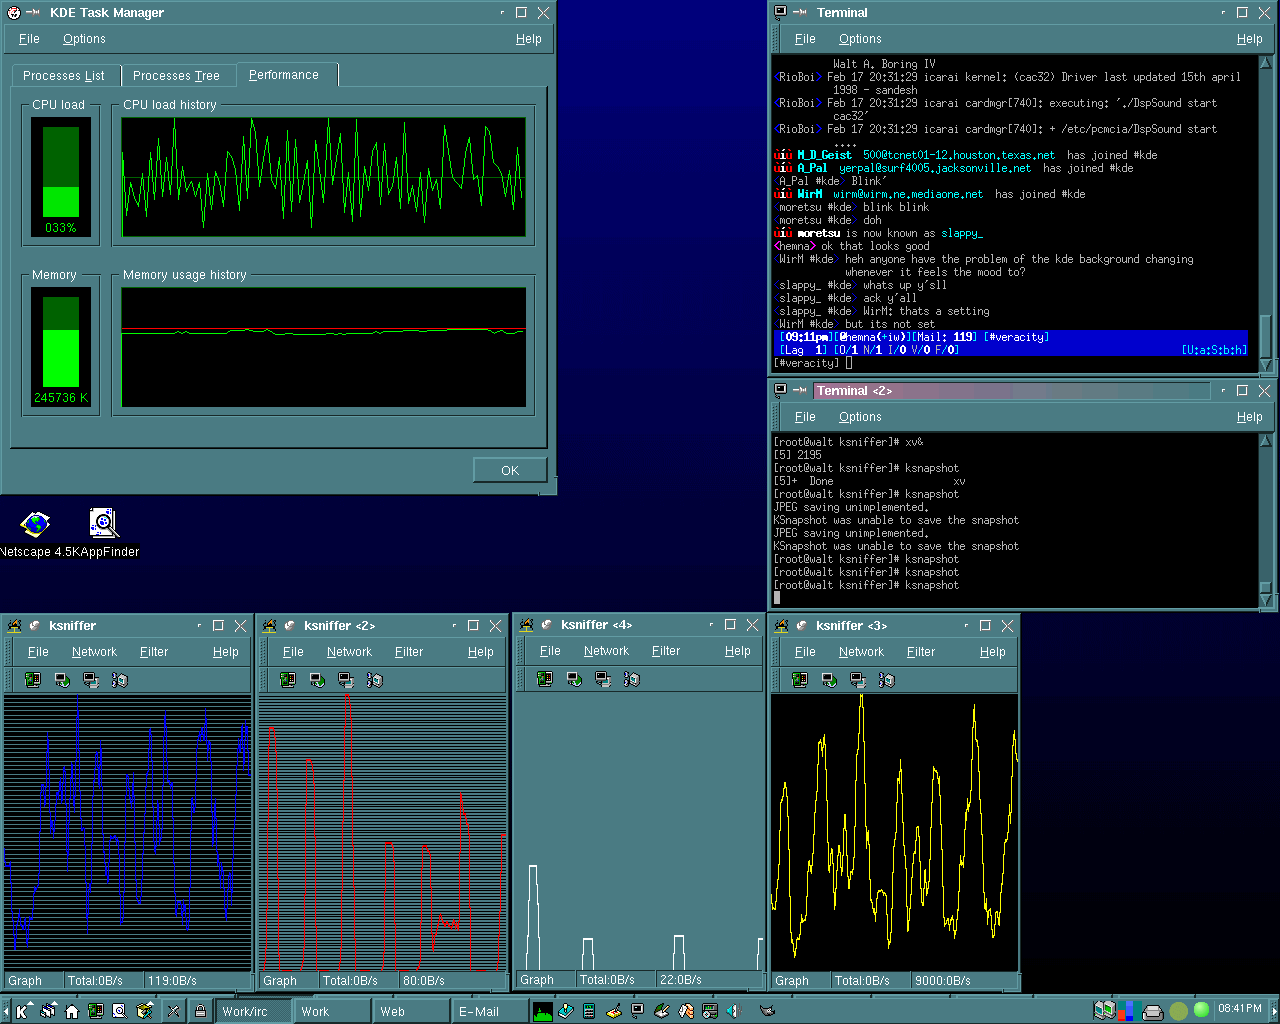 KDE Task Manager
File Options Help
Processes List Processes Tree Performance
CPU load CPU load history
033%
Memory Memory usage history
245736 K
OK
Netscape 4.5KAppFinder
Terminal
File Options Help
Walt A. Boring IV
<RioBoi> Feb 17 20:31:29 icarai kernel: (cac32) Driver last updated 15th april
1998 - sandesh
<RioBoi> Feb 17 20:31:29 icarai cardmgr[740]: executing: './DspSound start
cac32'
<RioBoi> Feb 17 20:31:29 icarai cardmgr[740]: + /etc/pcmcia/DspSound start
....
ùíù M_D_Geist 500@tcnet01-12.houston.texas.net has joined #kde
ùíù A_Pal yerpal@surf4005.jacksonville.net has joined #kde
<A_Pal #kde> Blink'
ùíù WirM wirm@wirm.ne.mediaone.net has joined #kde
<moretsu #kde> blink blink
<moretsu #kde> doh
ùíù moretsu is now known as slappy_
<hemna> ok that looks good
<WirM #kde> heh anyone have the problem of the kde background changing
whenever it feels the mood to?
<slappy_ #kde> whats up y'sll
<slappy_ #kde> ack y'all
<slappy_ #kde> WirM: thats a setting
<WirM #kde> but its not set
[09:11pm][@hemna(+iw)][Mail: 119] [#veracity]
[Lag 1] [O/1 N/1 I/0 V/0 F/0] [U:a:S:b:h]
[#veracity]
Terminal <2>
File Options Help
[root@walt ksniffer]# xv&
[5] 2195
[root@walt ksniffer]# ksnapshot
[5]+ Done xv
[root@walt ksniffer]# ksnapshot
JPEG saving unimplemented.
KSnapshot was unable to save the snapshot
JPEG saving unimplemented.
KSnapshot was unable to save the snapshot
[root@walt ksniffer]# ksnapshot
[root@walt ksniffer]# ksnapshot
[root@walt ksniffer]# ksnapshot
ksniffer
File Network Filter Help
Graph Total:0B/s 119:0B/s
ksniffer <2>
File Network Filter Help
Graph Total:0B/s 80:0B/s
ksniffer <4>
File Network Filter Help
Graph Total:0B/s 22:0B/s
ksniffer <3>
File Network Filter Help
Graph Total:0B/s 9000:0B/s
K Work/irc Work Web E-Mail 08:41PM